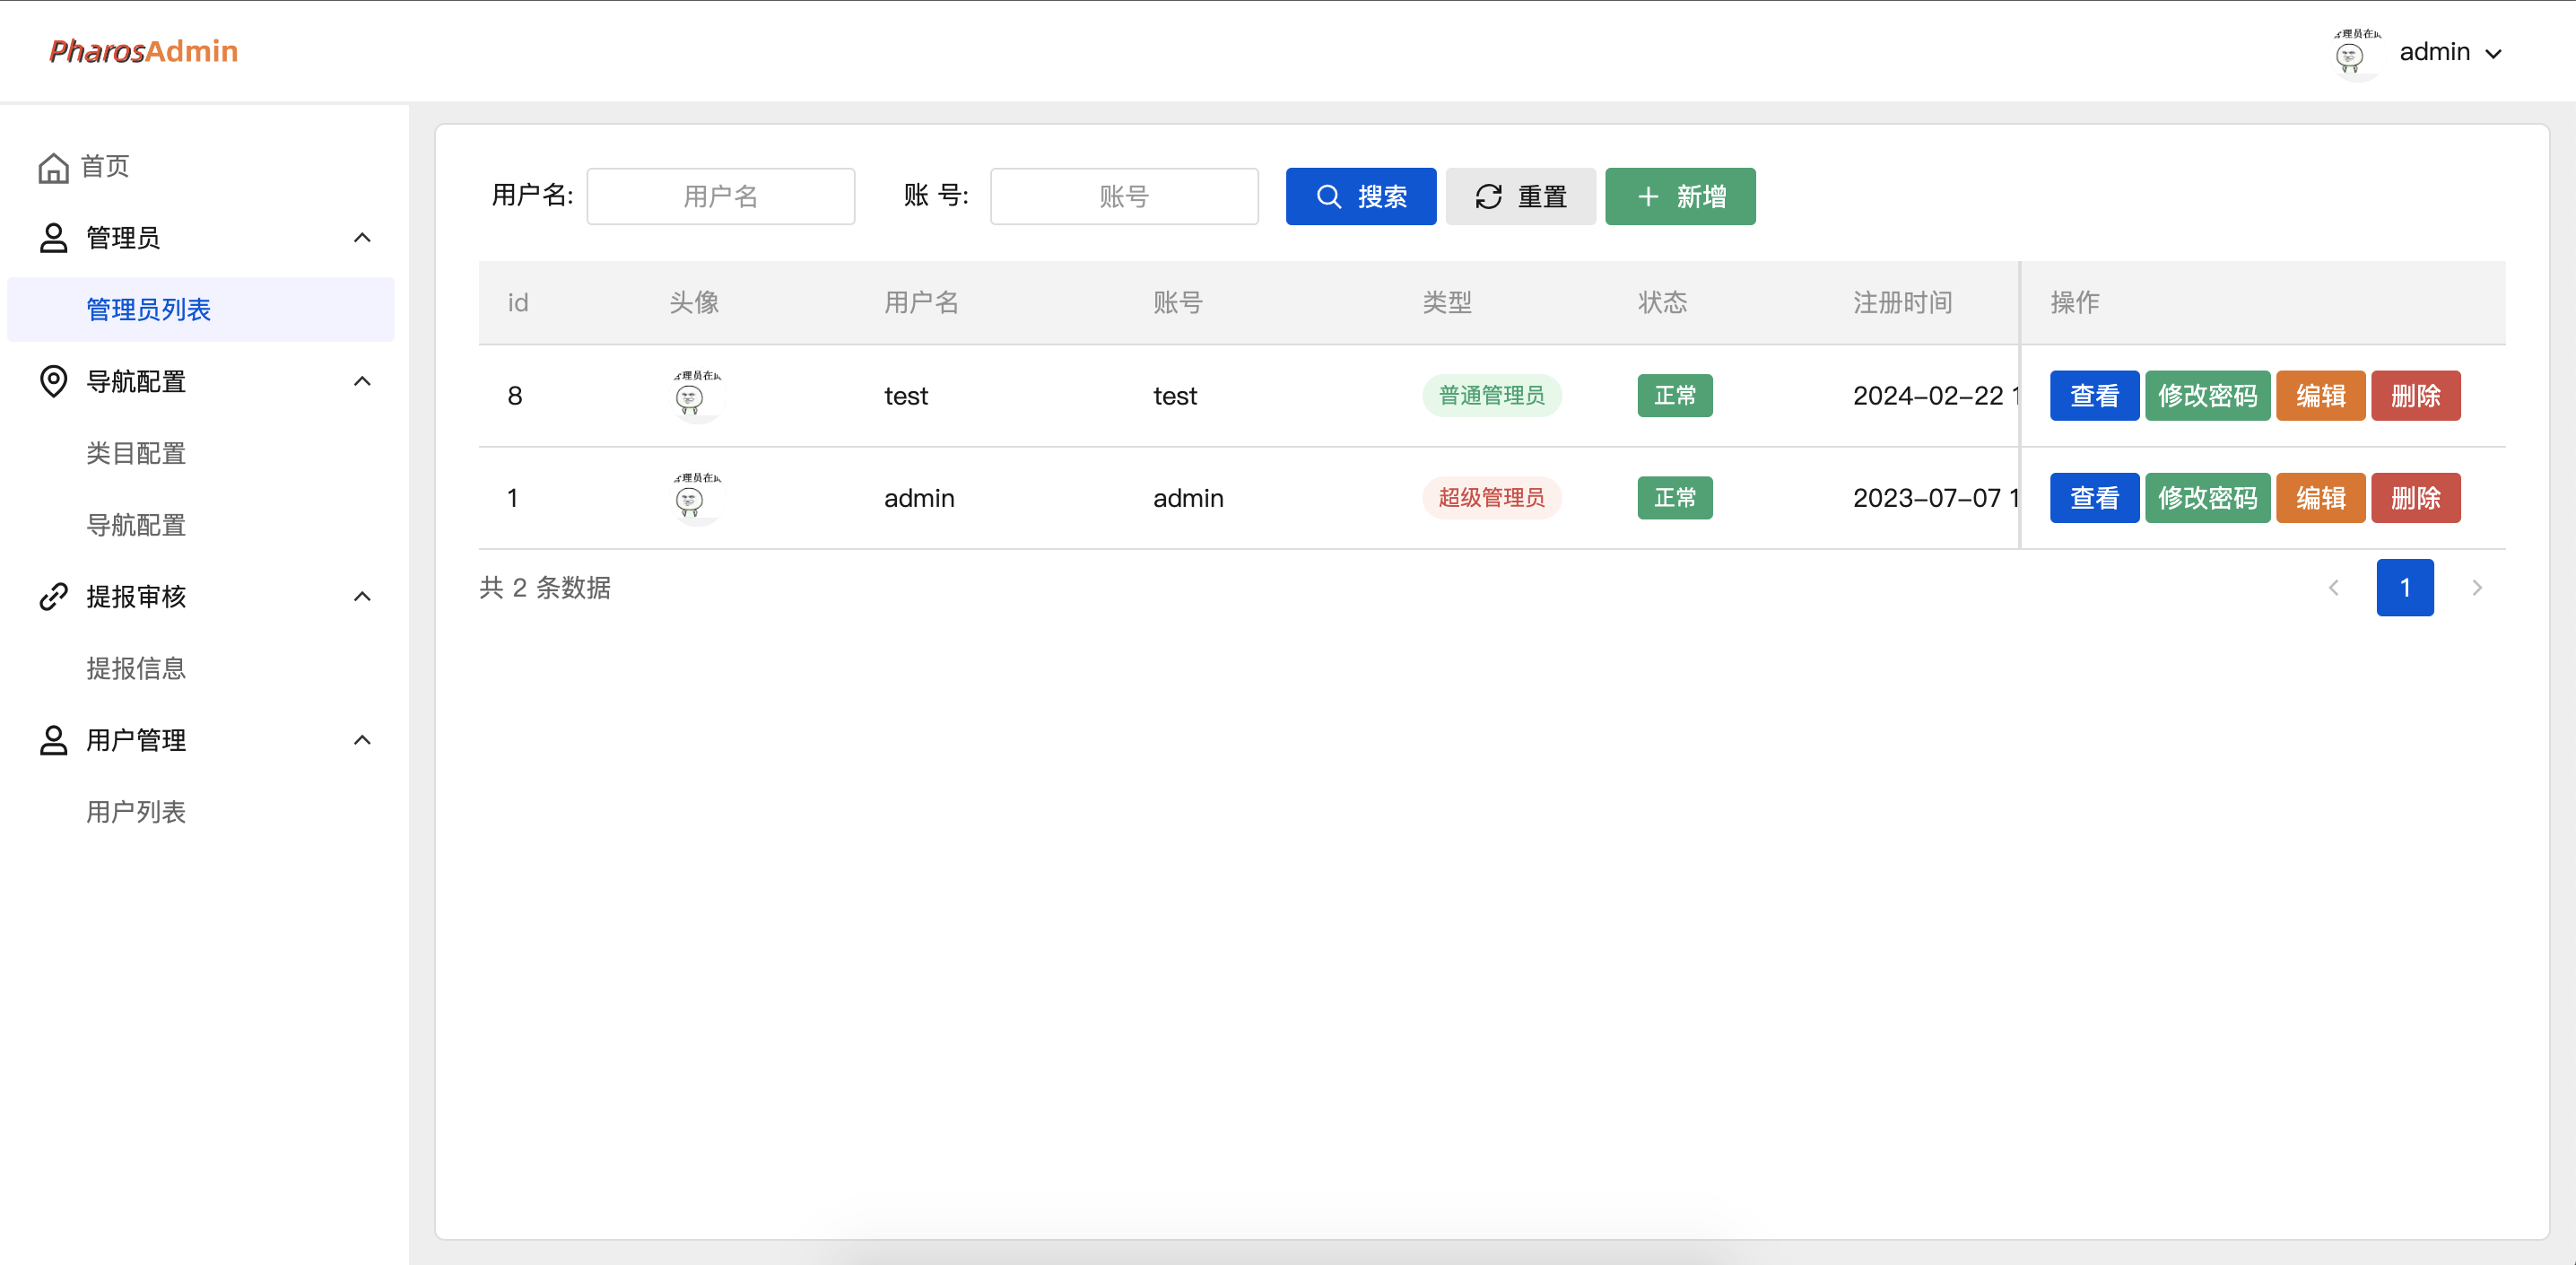 PharosAdmin
admin
首页
管理员
管理员列表
导航配置
类目配置
导航配置
提报审核
提报信息
用户管理
用户列表
用户名: 用户名 账 号: 账号 搜索 重置 新增
id 头像 用户名 账号 类型 状态 注册时间 操作
8 test test 普通管理员 正常 2024-02-22 1 查看 修改密码 编辑 删除
1 admin admin 超级管理员 正常 2023-07-07 1 查看 修改密码 编辑 删除
共 2 条数据 1